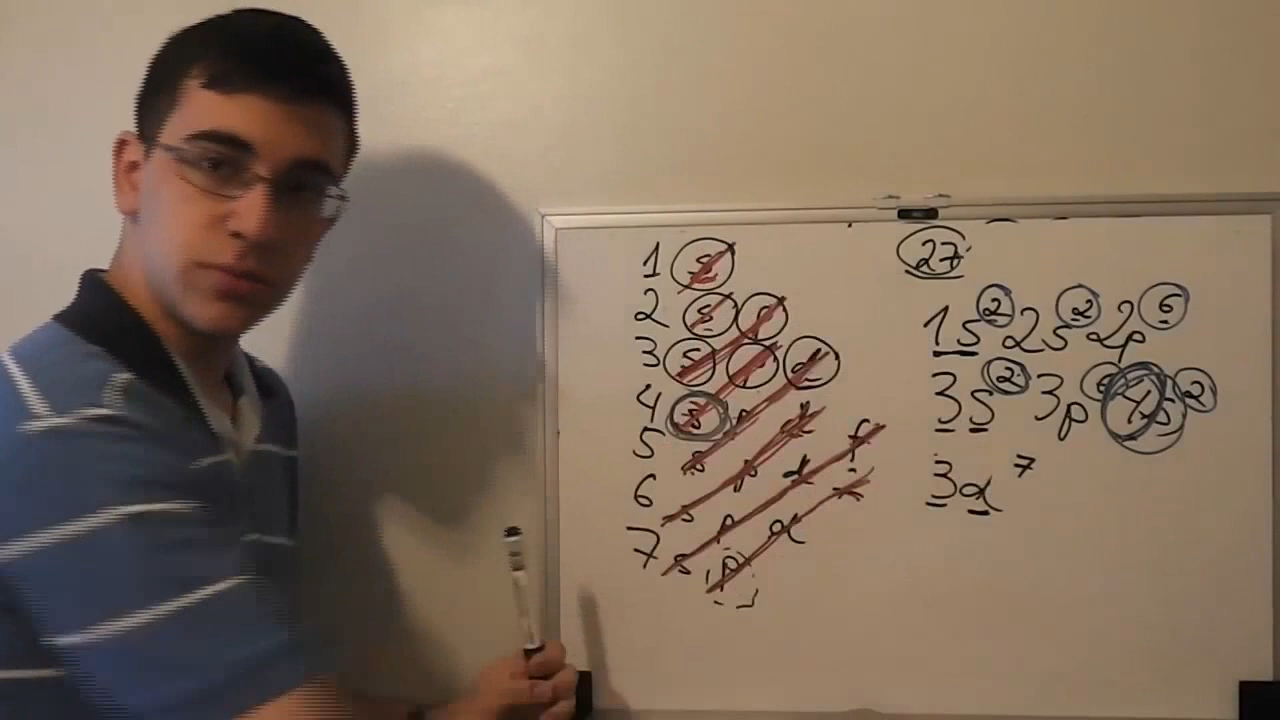 1 s
2 s p
3 s p d
4 s p d f
5 s p d f
6 s p d
7 s p
27
1s² 2s² 2p⁶
3s² 3p⁶ 4s²
3d⁷